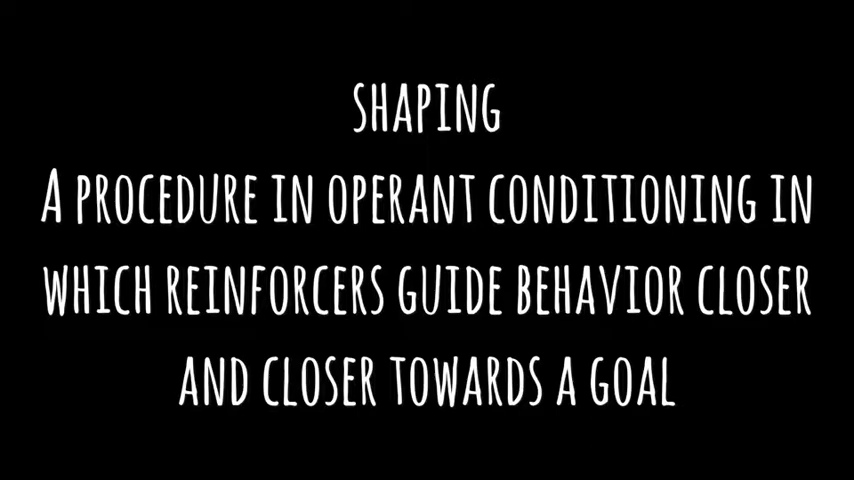 SHAPING
A PROCEDURE IN OPERANT CONDITIONING IN
WHICH REINFORCERS GUIDE BEHAVIOR CLOSER
AND CLOSER TOWARDS A GOAL